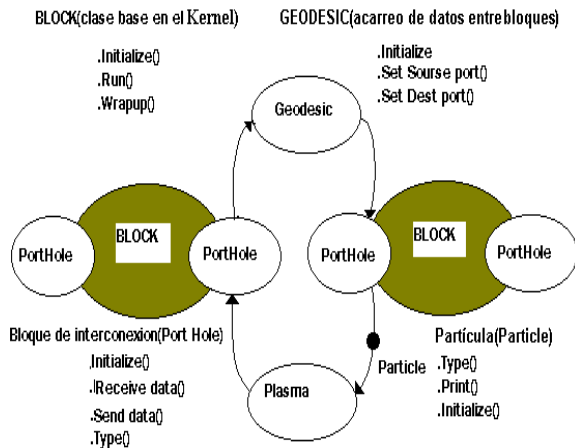 BLOCK(clase base en el Kernel)
.Initialize()
.Run()
.Wrapup()
GEODESIC(acarreo de datos entrebloques)
.Initialize
.Set Sourse port()
.Set Dest port()
Geodesic
BLOCK
PortHole
PortHole
BLOCK
PortHole
PortHole
Bloque de interconexion(Port Hole)
.Initialize()
.Receive data()
.Send data()
.Type()
Plasma
Particle
Partícula(Particle)
.Type()
.Print()
.Initialize()